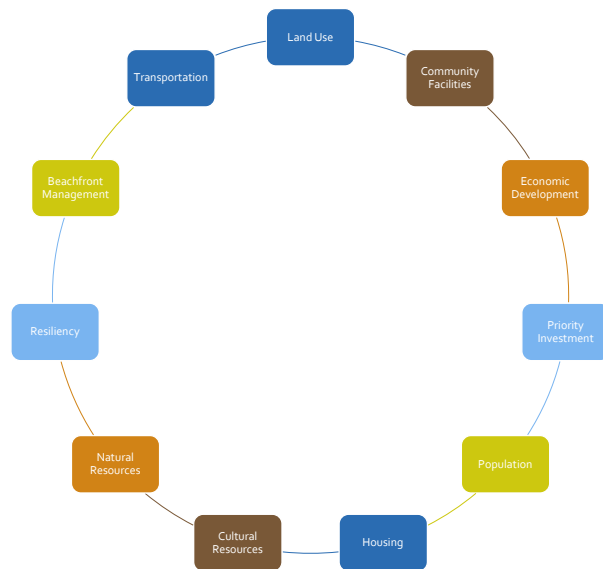 Land Use
Community
Facilities
Economic
Development
Priority
Investment
Population
Housing
Cultural
Resources
Natural
Resources
Resiliency
Beachfront
Management
Transportation